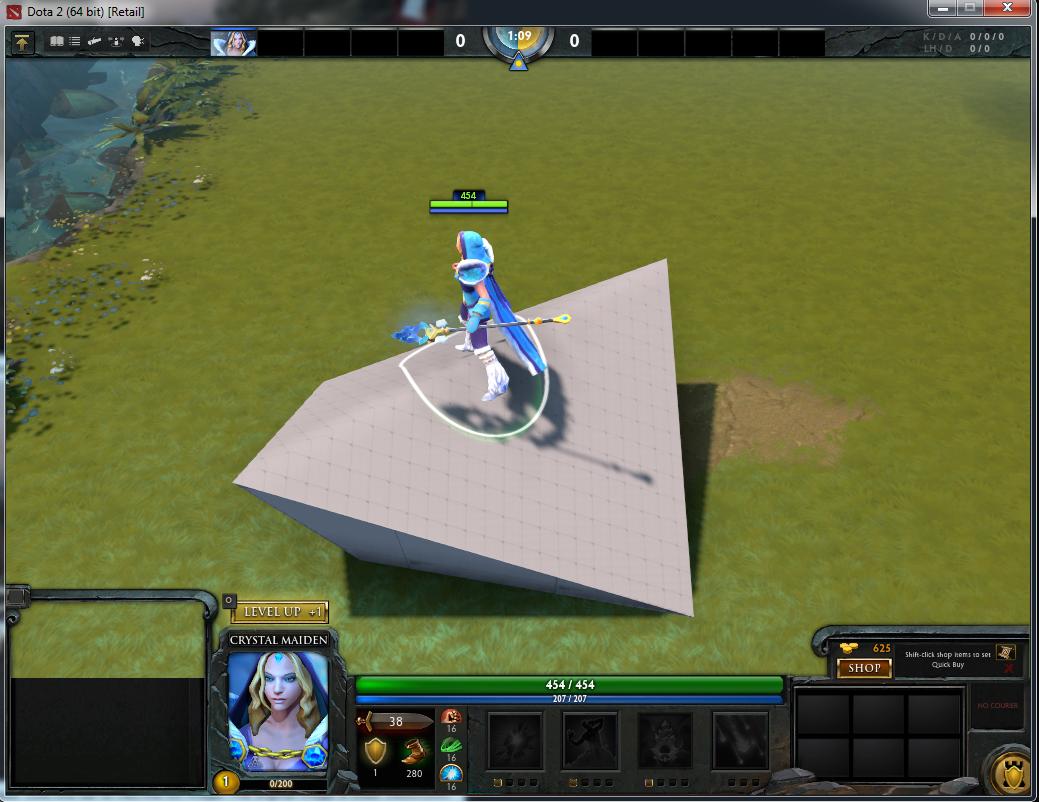 Dota 2 (64 bit) [Retail]
0 1:09 0
K/D/A 0/0/0
LH/D 0/0
454
LEVEL UP +1
CRYSTAL MAIDEN
625
Shift-click shop items to set
Quick Buy
SHOP
454 / 454
207 / 207
38
16
NO COURIER
16
1
280
16
1
0/200